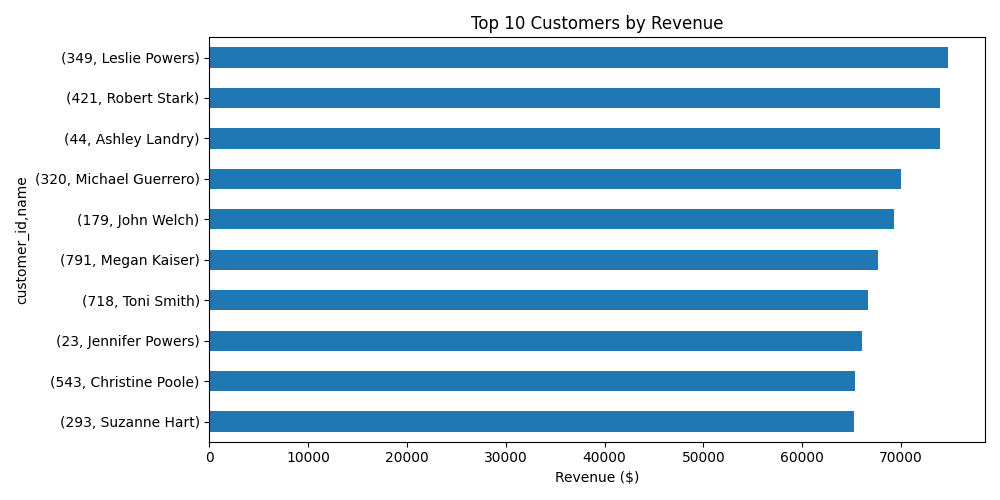 Top 10 Customers by Revenue
(349, Leslie Powers)
(421, Robert Stark)
(44, Ashley Landry)
(320, Michael Guerrero)
(179, John Welch)
(791, Megan Kaiser)
(718, Toni Smith)
(23, Jennifer Powers)
(543, Christine Poole)
(293, Suzanne Hart)
customer_id,name
0 10000 20000 30000 40000 50000 60000 70000
Revenue ($)